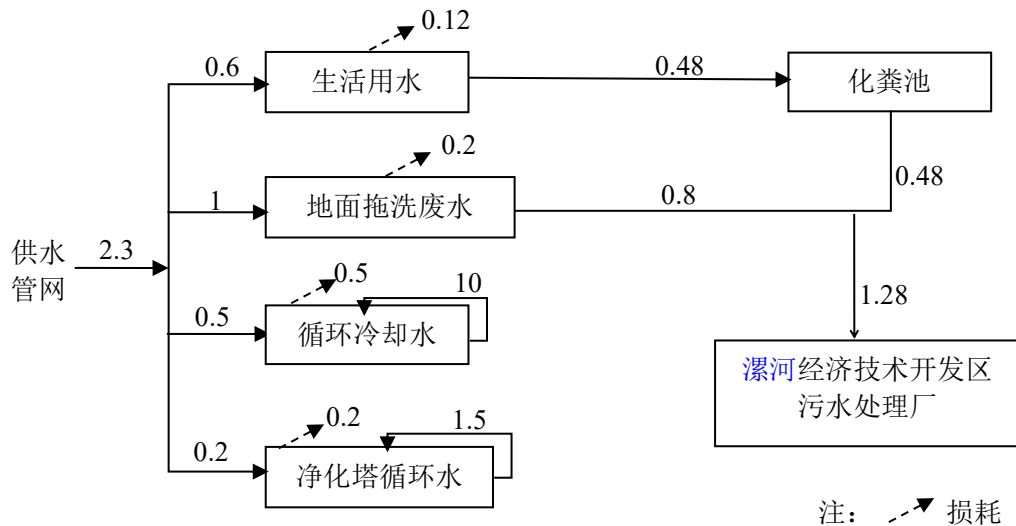 0.12
0.6
生活用水
0.48
化粪池
0.2
1
地面拖洗废水
0.8
0.48
供水
管网
2.3
0.5
10
0.5
循环冷却水
1.28
漯河经济技术开发区
污水处理厂
0.2
1.5
0.2
净化塔循环水
注: 损耗